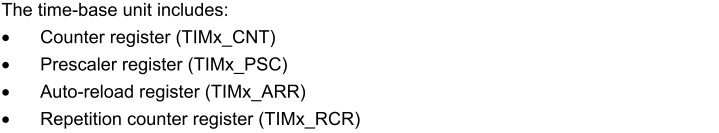 The time-base unit includes:
• Counter register (TIMx_CNT)
• Prescaler register (TIMx_PSC)
• Auto-reload register (TIMx_ARR)
• Repetition counter register (TIMx_RCR)